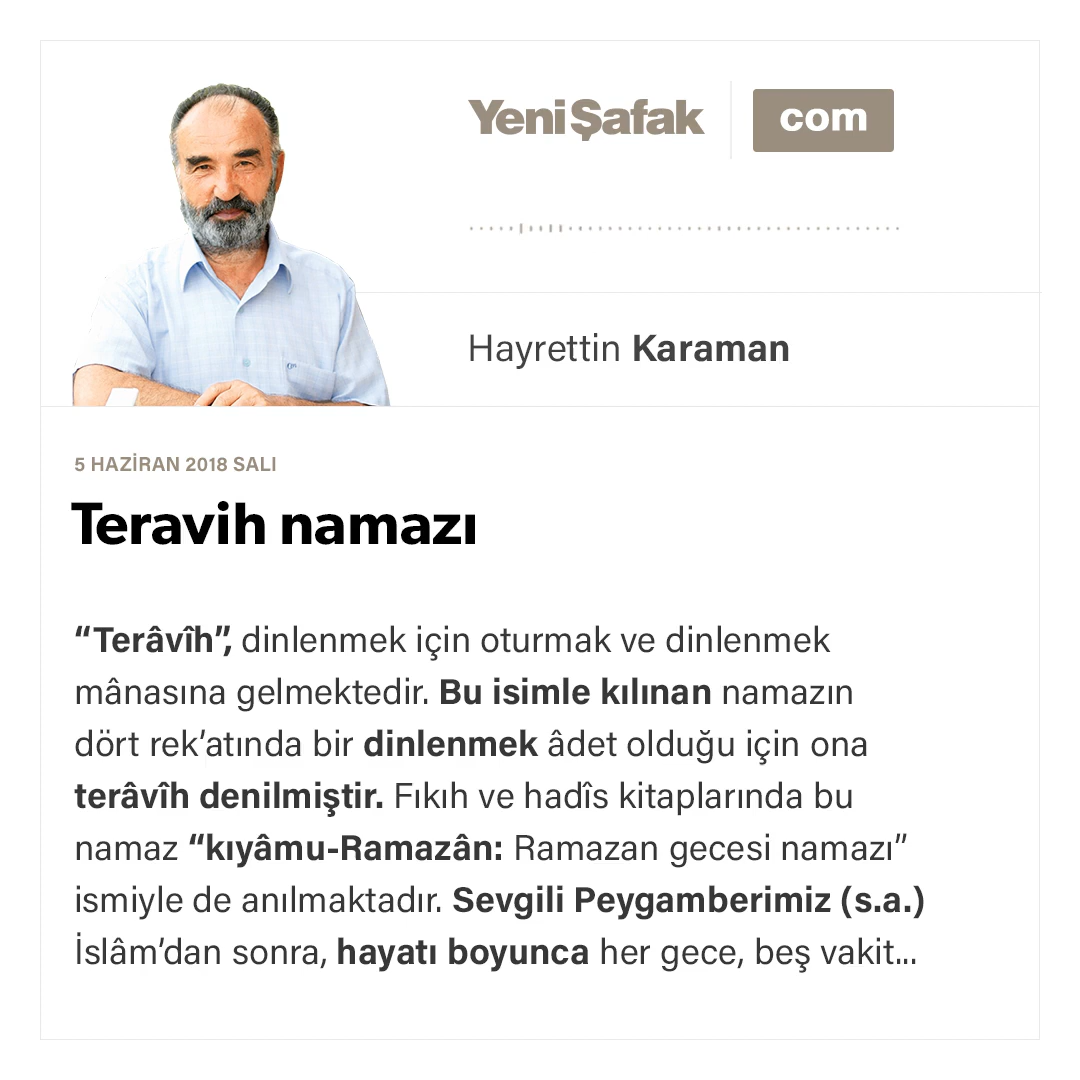 YeniŞafak
com
Hayrettin Karaman
5 HAZİRAN 2018 SALI
Teravih namazı
“Terâvîh”, dinlenmek için oturmak ve dinlenmek
mânasına gelmektedir. Bu isimle kılınan namazın
dört rek’atında bir dinlenmek âdet olduğu için ona
terâvîh denilmiştir. Fıkıh ve hadîs kitaplarında bu
namaz “kıyâmu-Ramazân: Ramazan gecesi namazı”
ismiyle de anılmaktadır. Sevgili Peygamberimiz (s.a.)
İslâm’dan sonra, hayatı boyunca her gece, beş vakit...